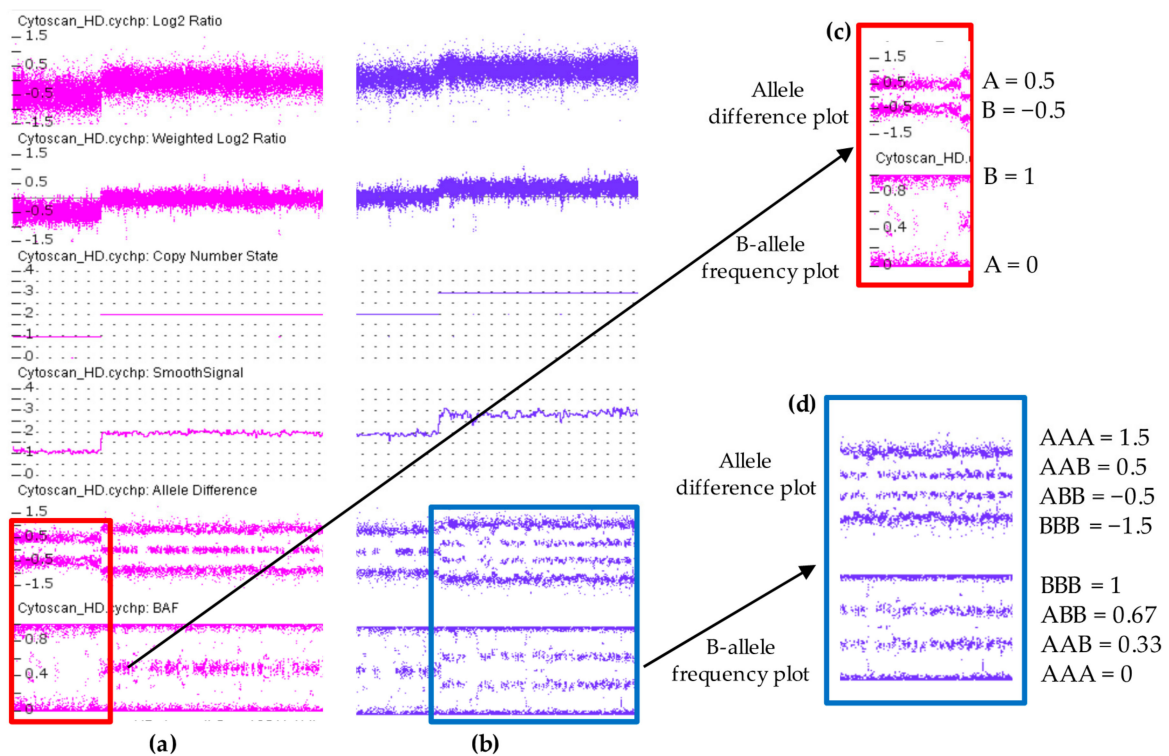 Cytoscan_HD.cychp: Log2 Ratio
1.5
0.5
-0.5
-1.5
Cytoscan_HD.cychp: Weighted Log2 Ratio
1.5
0.5
-0.5
-1.5
Cytoscan_HD.cychp: Copy Number State
4
3
2
1
0
Cytoscan_HD.cychp: SmoothSignal
4
3
2
1
0
Cytoscan_HD.cychp: Allele Difference
1.5
0.5
-0.5
-1.5
Cytoscan_HD.cychp: BAF
0.8
0.4
0
(a)
(b)
(c)
Allele
difference plot
1.5
0.5
-0.5
-1.5
A = 0.5
B = −0.5
Cytoscan_HD.
B-allele
frequency plot
0.8
0.4
0
B = 1
A = 0
(d)
Allele
difference plot
AAA = 1.5
AAB = 0.5
ABB = −0.5
BBB = −1.5
B-allele
frequency plot
BBB = 1
ABB = 0.67
AAB = 0.33
AAA = 0